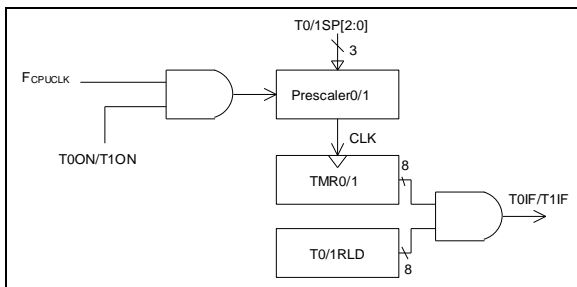 T0/1SP[2:0]
3
FCPUCLK
Prescaler0/1
T0ON/T1ON
CLK
8
TMR0/1
T0IF/T1IF
T0/1RLD
8